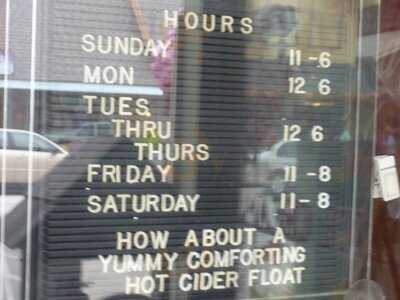 HOURS
SUNDAY 11-6
MON 12 6
TUES
THRU 12 6
THURS
FRIDAY 11-8
SATURDAY 11-8
HOW ABOUT A
YUMMY COMFORTING
HOT CIDER FLOAT